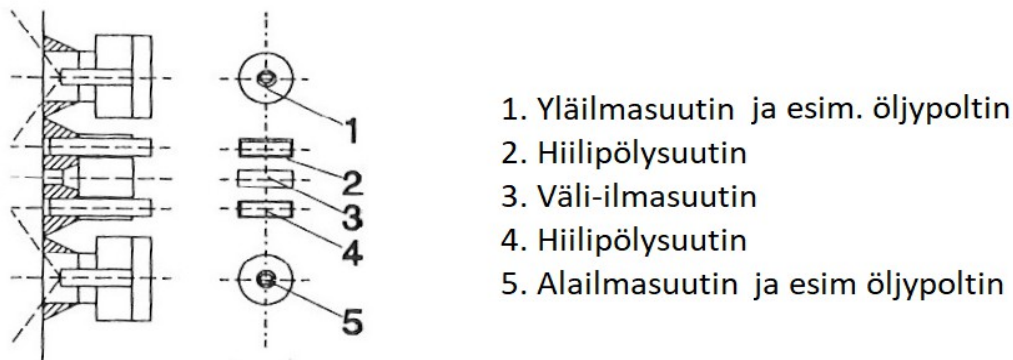 1
2
3
4
5
1. Yläilmasuutin ja esim. öljypoltin
2. Hiilipölysuutin
3. Väli-ilmasuutin
4. Hiilipölysuutin
5. Alailmasuutin ja esim öljypoltin